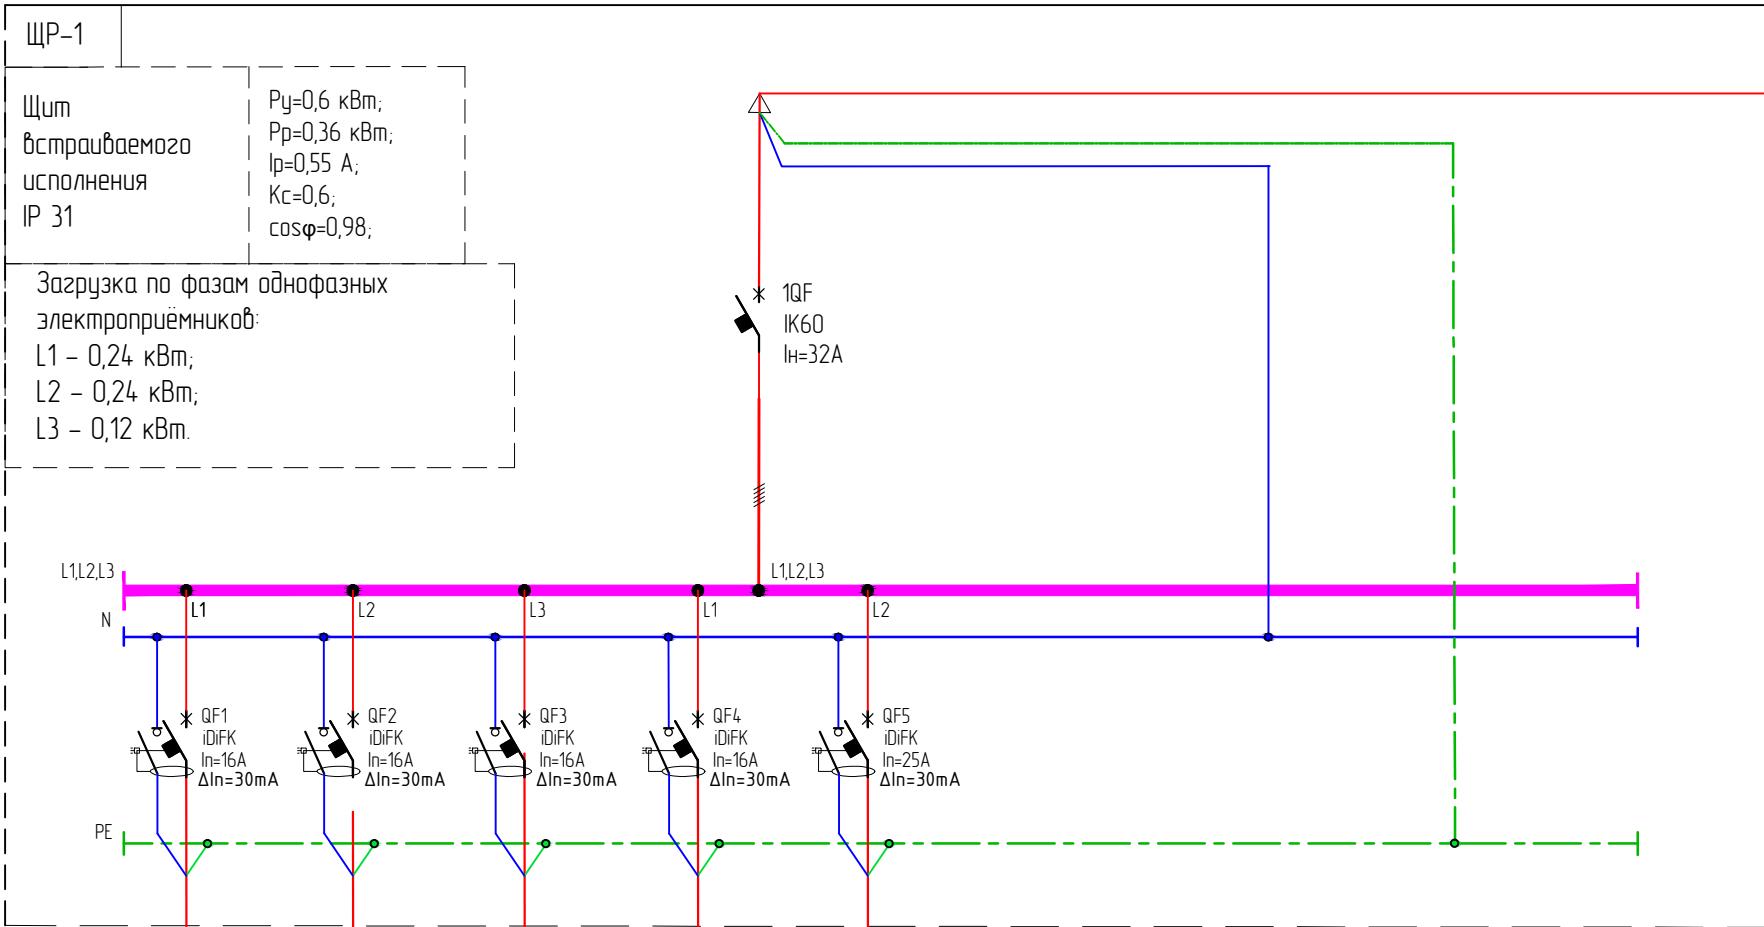 ЩР-1
Щит
встраиваемого
исполнения
IP 31
Ру=0,6 кВт;
Рр=0,36 кВт;
Iр=0,55 А;
Кс=0,6;
cosφ=0,98;
Загрузка по фазам однофазных
электроприёмников:
L1 - 0,24 кВт;
L2 - 0,24 кВт;
L3 - 0,12 кВт.
1QF
IK60
Iн=32А
L1,L2,L3
L1,L2,L3
L1
L2
L3
L1
L2
N
QF1
iDiFK
In=16A
ΔIn=30mA
QF2
iDiFK
In=16A
ΔIn=30mA
QF3
iDiFK
In=16A
ΔIn=30mA
QF4
iDiFK
In=16A
ΔIn=30mA
QF5
iDiFK
In=25A
ΔIn=30mA
PE